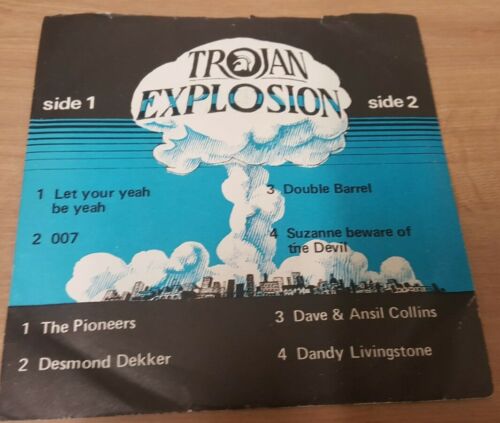 TROJAN
EXPLOSION
side 1
side 2
1 Let your yeah
be yeah
2 007
3 Double Barrel
4 Suzanne beware of
the Devil
1 The Pioneers
2 Desmond Dekker
3 Dave & Ansil Collins
4 Dandy Livingstone